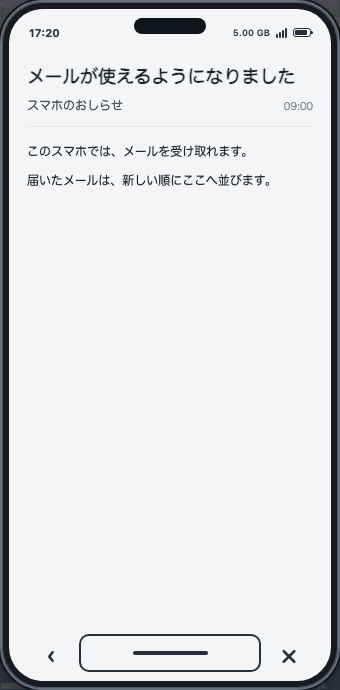 17:20
5.00 GB
メールが使えるようになりました
スマホのおしらせ
09:00
このスマホでは、メールを受け取れます。
届いたメールは、新しい順にここへ並びます。